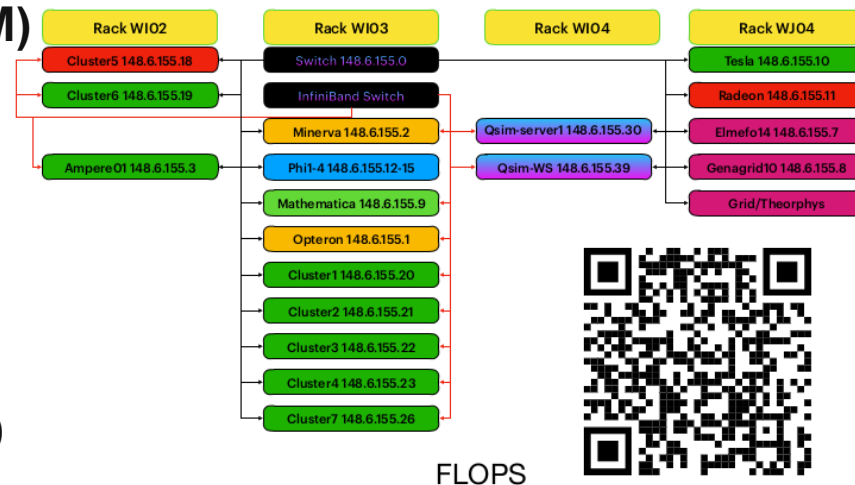 M)
Rack WI02 Rack WI03 Rack WI04 Rack WJ04
Cluster5 148.6.155.18 Switch 148.6.155.0 Tesla 148.6.155.10
Cluster6 148.6.155.19 InfiniBand Switch Radeon 148.6.155.11
Minerva 148.6.155.2 Qsim-server1 148.6.155.30 Elmefo14 148.6.155.7
Ampere01 148.6.155.3 Phi1-4 148.6.155.12-15 Qsim-WS 148.6.155.39 Genagrid10 148.6.155.8
Mathematica 148.6.155.9 Grid/Theorphys
Opteron 148.6.155.1
Cluster1 148.6.155.20
Cluster2 148.6.155.21
Cluster3 148.6.155.22
Cluster4 148.6.155.23
Cluster7 148.6.155.26
)
FLOPS